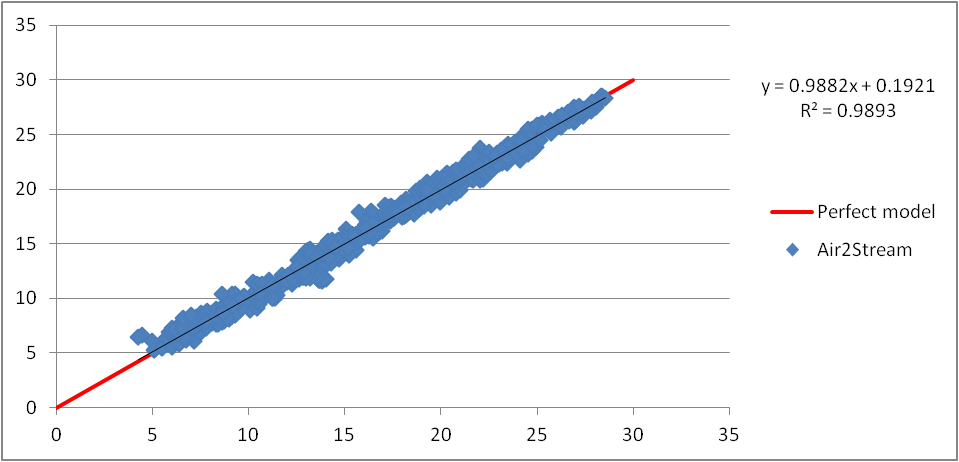 35
30
25
20
15
10
5
0
0 5 10 15 20 25 30 35
y = 0.9882x + 0.1921
R² = 0.9893
Perfect model
Air2Stream